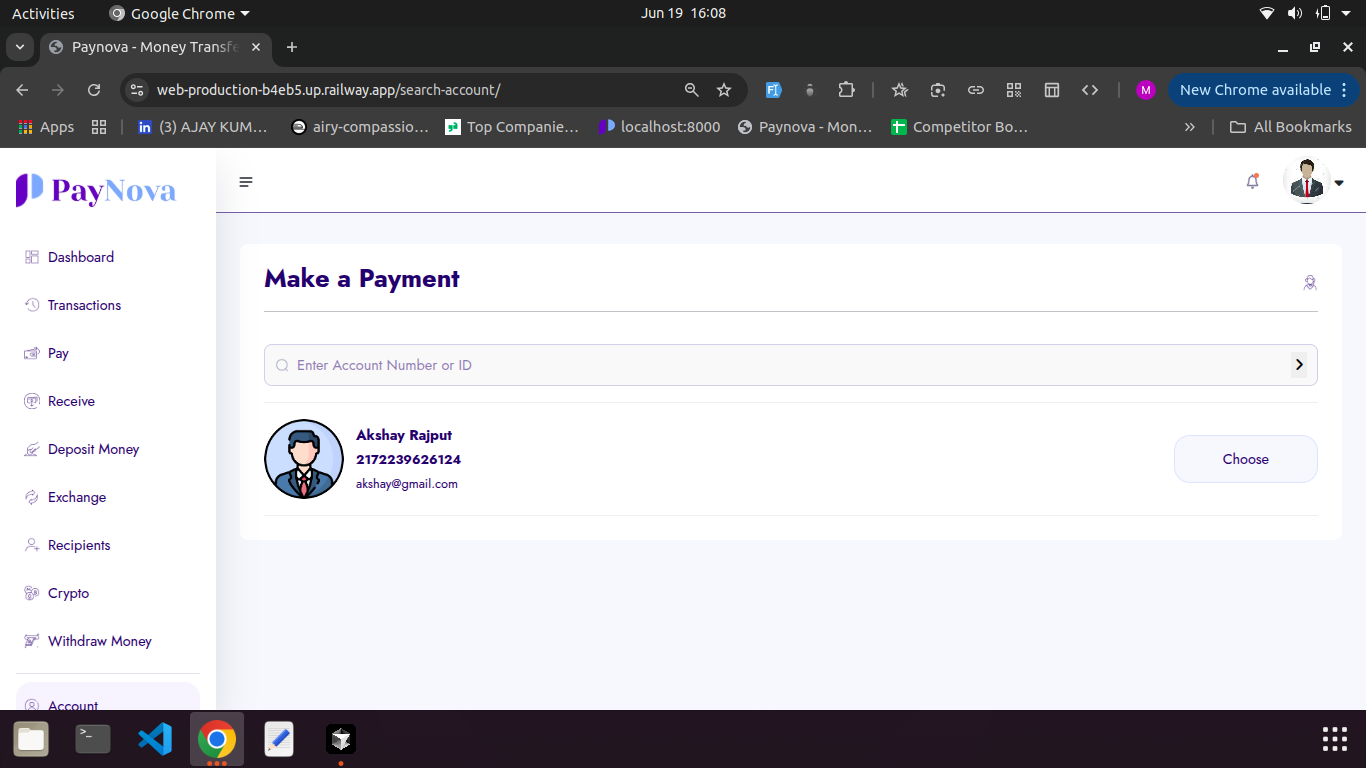 Activities
Google Chrome
Jun 19 16:08
Paynova - Money Transfe
web-production-b4eb5.up.railway.app/search-account/
M
New Chrome available
Apps
(3) AJAY KUM...
airy-compassio...
Top Companie...
localhost:8000
Paynova - Mon...
Competitor Bo...
All Bookmarks
PayNova
Dashboard
Transactions
Pay
Receive
Deposit Money
Exchange
Recipients
Crypto
Withdraw Money
Account
Make a Payment
Enter Account Number or ID
Akshay Rajput
2172239626124
akshay@gmail.com
Choose